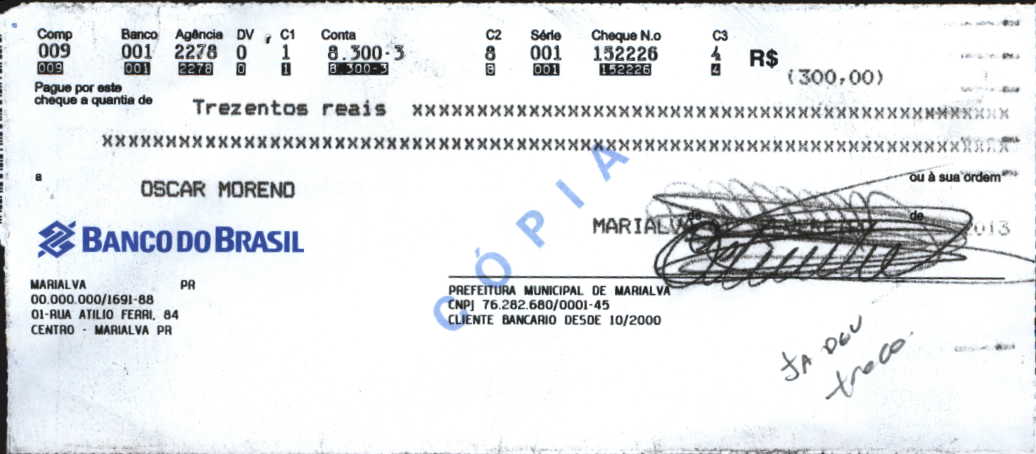 Comp Banco Agência DV C1 Conta C2 Série Cheque N.o C3
009 001 2278 0 1 8.300-3 8 001 152226 4 R$ (300,00)
009 001 2278 0 1 8.300-3 8 001 152226 4
Pague por este
cheque a quantia de Trezentos reais xxxxxxxxxxxxxxxxxxxxxxxxxxxxxxxxxxxxxxxxxxxxxxx
xxxxxxxxxxxxxxxxxxxxxxxxxxxxxxxxxxxxxxxxxxxxxxxxxxxxxxxxxxxxxxxxxxxxxx
a OSCAR MORENO ou à sua ordem
CÓPIA
MARIALVA de de 2013
BANCO DO BRASIL
MARIALVA PR
00.000.000/1691-88
01-RUA ATILIO FERRI, 84
CENTRO - MARIALVA PR
PREFEITURA MUNICIPAL DE MARIALVA
CNPJ 76.282.680/0001-45
CLIENTE BANCARIO DESDE 10/2000
JA DEU
troco